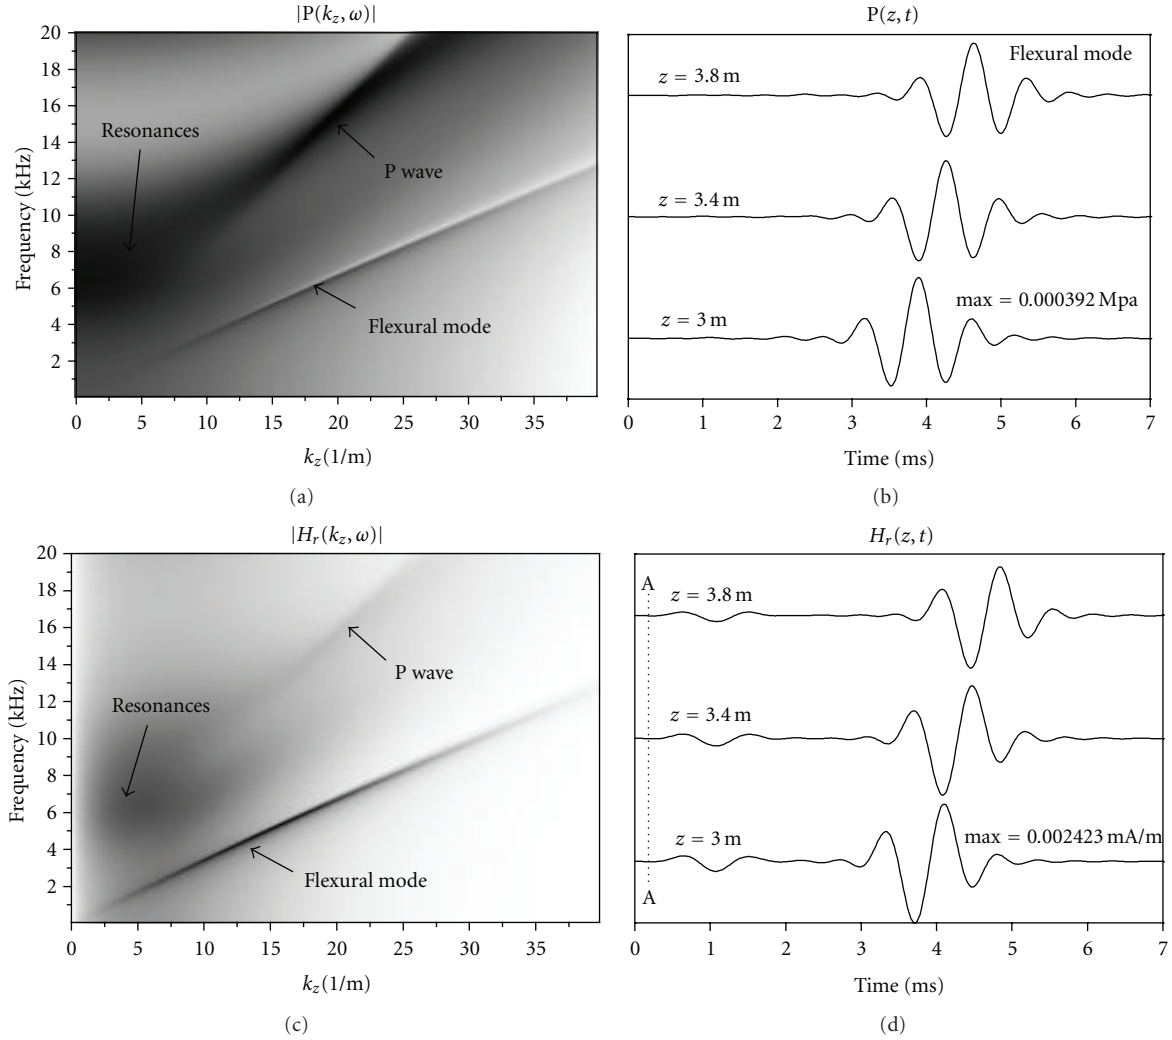 |P(k_z, ω)|
20
18
16
14
12
10
8
6
4
2
Frequency (kHz)
Resonances
P wave
Flexural mode
0 5 10 15 20 25 30 35
k_z(1/m)
(a)
P(z, t)
Flexural mode
z = 3.8 m
z = 3.4 m
max = 0.000392 Mpa
z = 3 m
0 1 2 3 4 5 6 7
Time (ms)
(b)
|H_r(k_z, ω)|
20
18
16
14
12
10
8
6
4
2
Frequency (kHz)
P wave
Resonances
Flexural mode
0 5 10 15 20 25 30 35
k_z(1/m)
(c)
H_r(z, t)
A
z = 3.8 m
z = 3.4 m
z = 3 m
max = 0.002423 mA/m
A
0 1 2 3 4 5 6 7
Time (ms)
(d)